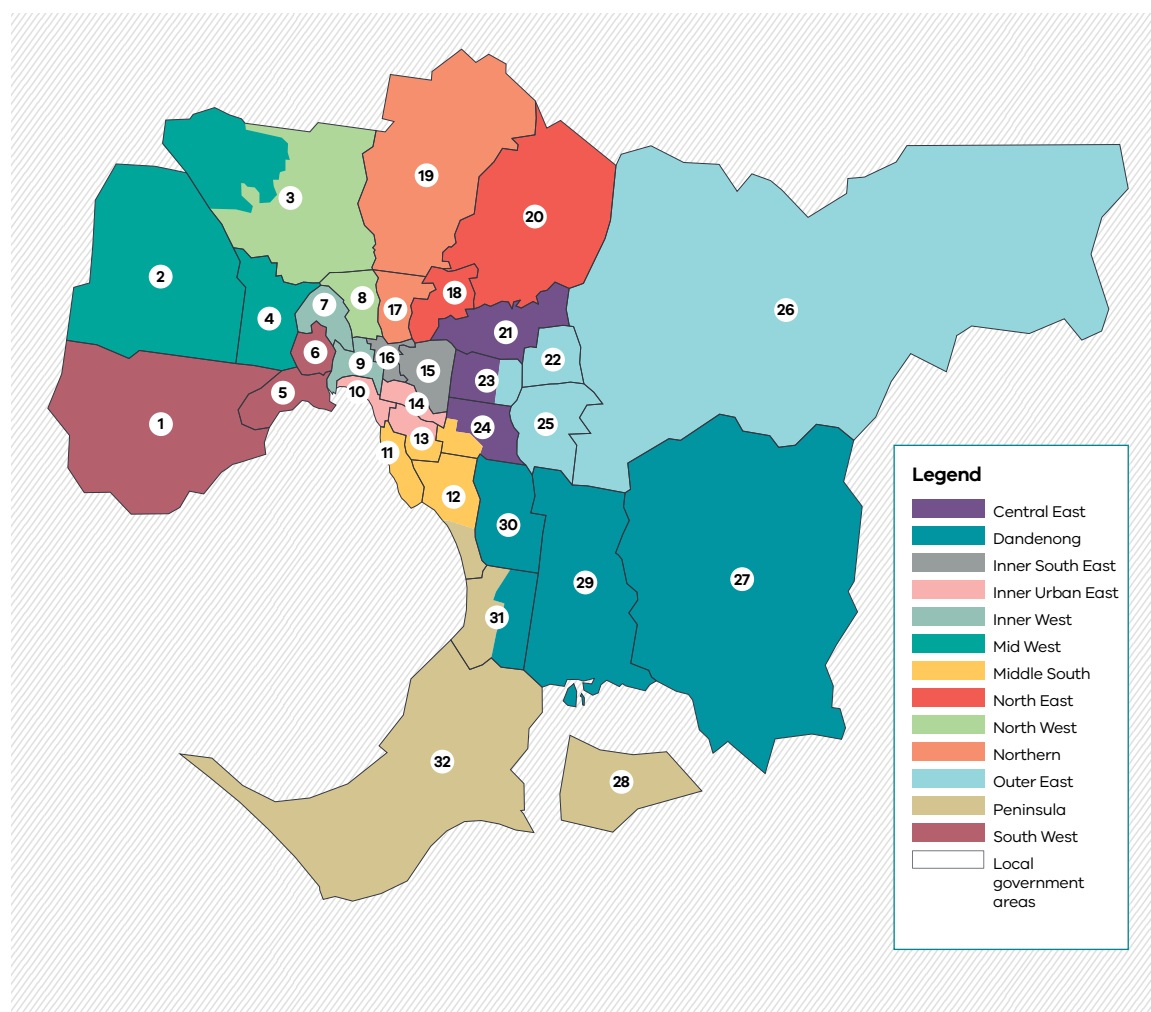 19
3
20
2
18
7
8
17
4
26
21
6
16
22
9
15
23
5
10
14
1
24
25
13
11
12
30
27
29
31
32
28
Legend
Central East
Dandenong
Inner South East
Inner Urban East
Inner West
Mid West
Middle South
North East
North West
Northern
Outer East
Peninsula
South West
Local
government
areas